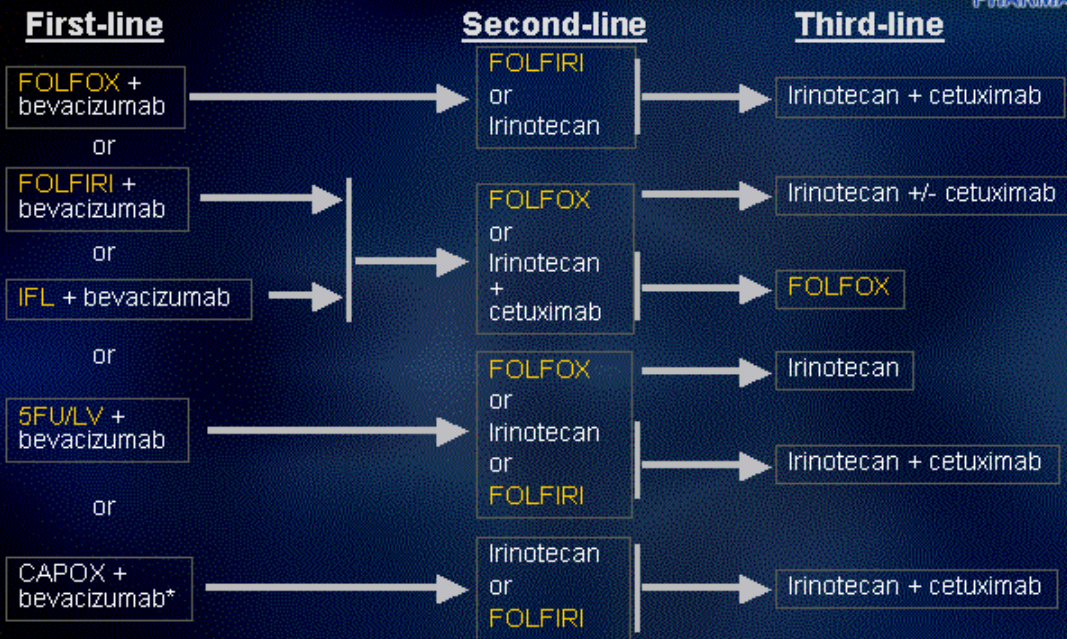 PHARMA
First-line
Second-line
Third-line
FOLFOX +
bevacizumab
FOLFIRI
or
Irinotecan
Irinotecan + cetuximab
or
FOLFIRI +
bevacizumab
or
IFL + bevacizumab
FOLFOX
or
Irinotecan
+
cetuximab
Irinotecan +/- cetuximab
FOLFOX
or
5FU/LV +
bevacizumab
FOLFOX
or
Irinotecan
or
FOLFIRI
Irinotecan
Irinotecan + cetuximab
or
CAPOX +
bevacizumab*
Irinotecan
or
FOLFIRI
Irinotecan + cetuximab